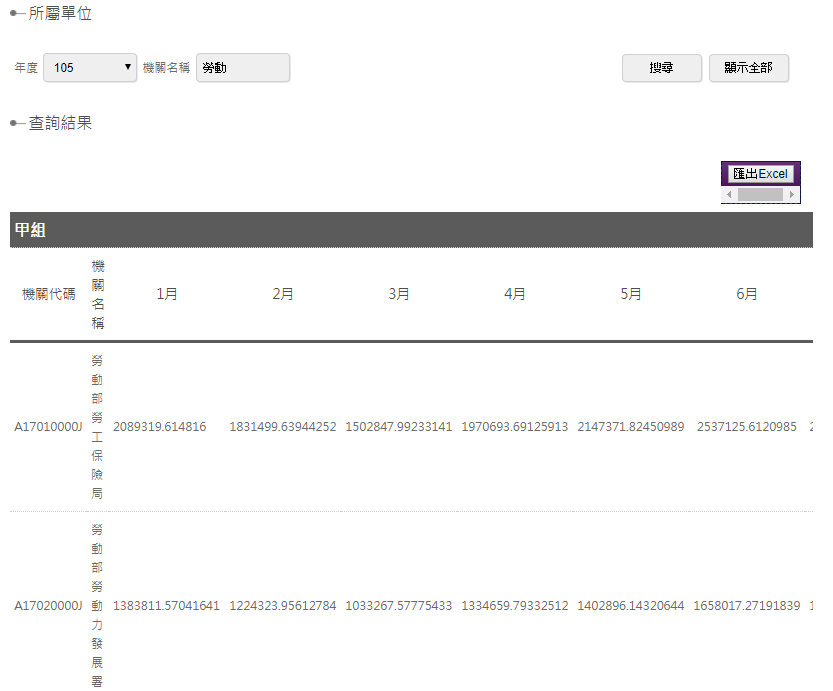 所屬單位
年度 105 機關名稱 勞動 搜尋 顯示全部
查詢結果
匯出Excel
甲組
機關代碼 機關名稱 1月 2月 3月 4月 5月 6月
A17010000J 勞動部勞工保險局 2089319.614816 1831499.63944252 1502847.99233141 1970693.69125913 2147371.82450989 2537125.6120985
A17020000J 勞動部勞動力發展署 1383811.57041641 1224323.95612784 1033267.57775433 1334659.79332512 1402896.14320644 1658017.27191839